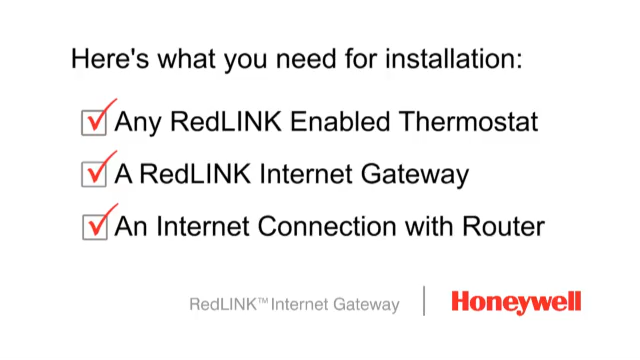 Here's what you need for installation:
Any RedLINK Enabled Thermostat
A RedLINK Internet Gateway
An Internet Connection with Router
RedLINK™ Internet Gateway | Honeywell